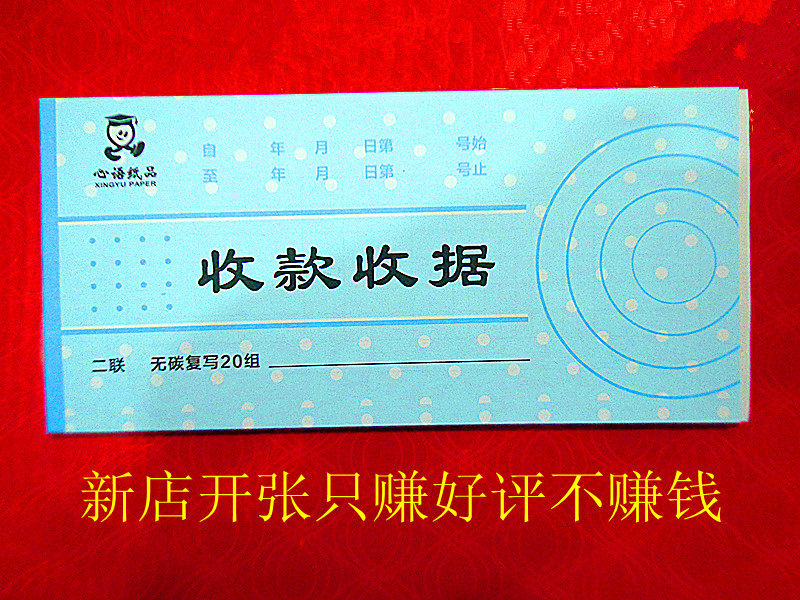 自 年 月 日第 号始
至 年 月 日第 号止
心语纸品
XINGYU PAPER
收款收据
二联 无碳复写20组
新店开张只赚好评不赚钱